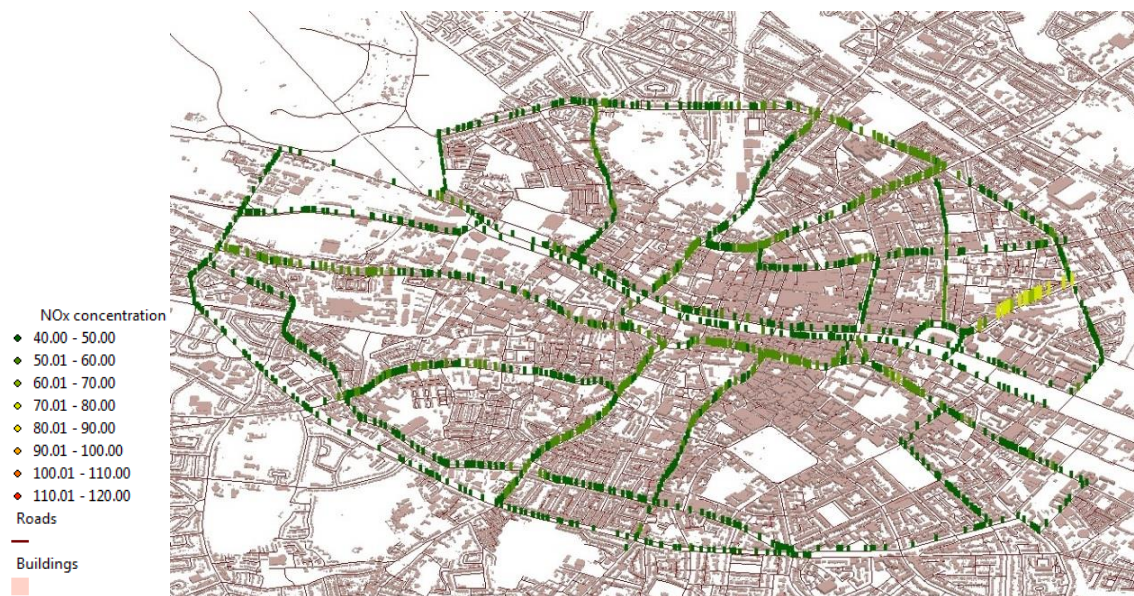 NOx concentration
40.00 - 50.00
50.01 - 60.00
60.01 - 70.00
70.01 - 80.00
80.01 - 90.00
90.01 - 100.00
100.01 - 110.00
110.01 - 120.00
Roads
Buildings